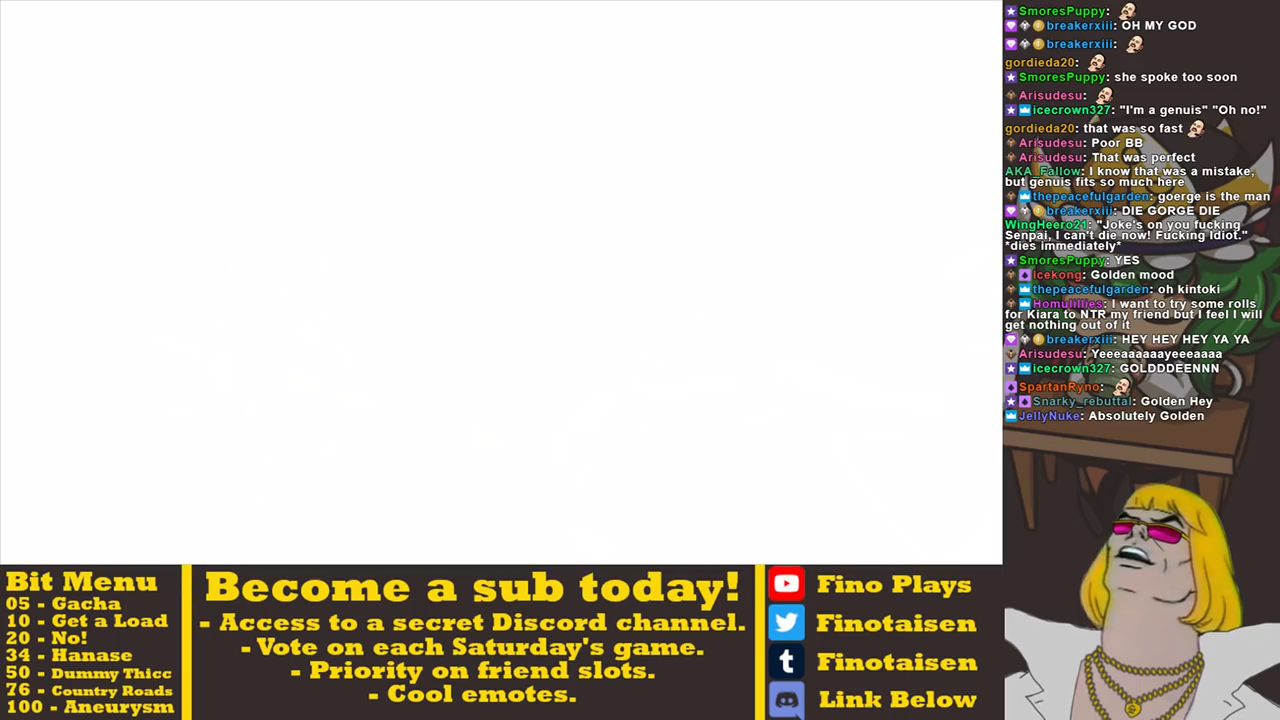 SmoresPuppy:
breakerxiii: OH MY GOD
breakerxiii:
gordieda20:
SmoresPuppy: she spoke too soon
Arisudesu:
icecrown327: "I'm a genuis" "Oh no!"
gordieda20: that was so fast
Arisudesu: Poor BB
Arisudesu: That was perfect
AKA_Fallow: I know that was a mistake,
but genuis fits so much here
thepeacefulgarden: goerge is the man
breakerxiii: DIE GORGE DIE
WingHeero21: "Joke's on you fucking
Senpai, I can't die now! Fucking Idiot."
*dies immediately*
SmoresPuppy: YES
Icekong: Golden mood
thepeacefulgarden: oh kintoki
Homulillies: I want to try some rolls
for Kiara to NTR my friend but I feel I will
get nothing out of it
breakerxiii: HEY HEY HEY YA YA
Arisudesu: Yeeeaaaaaayeeeaaaa
icecrown327: GOLDDDEENNN
SpartanRyno:
Snarky_rebuttal: Golden Hey
JellyNuke: Absolutely Golden
Bit Menu
05 - Gacha
10 - Get a Load
20 - No!
34 - Hanase
50 - Dummy Thicc
76 - Country Roads
100 - Aneurysm
Become a sub today!
- Access to a secret Discord channel.
- Vote on each Saturday's game.
- Priority on friend slots.
- Cool emotes.
Fino Plays
Finotaisen
Finotaisen
Link Below